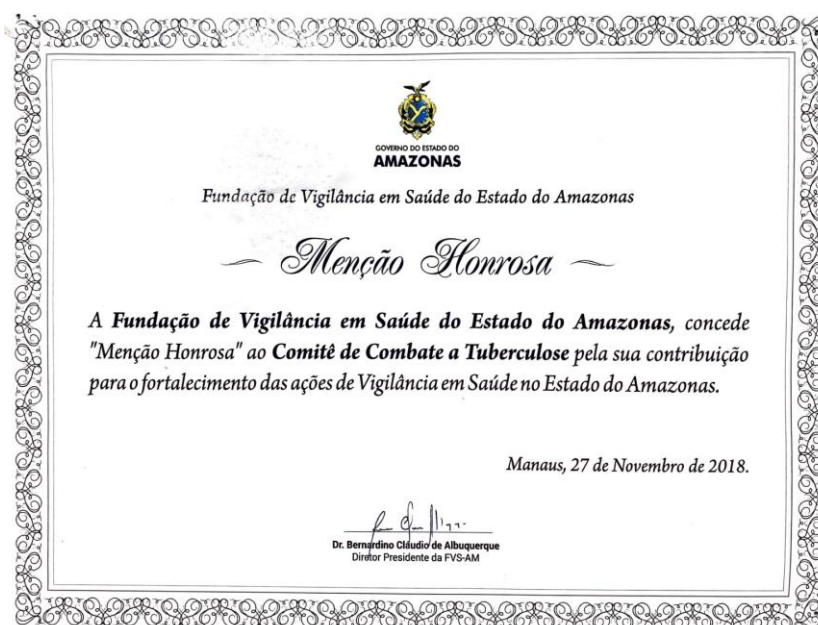 GOVERNO DO ESTADO DO
AMAZONAS
Fundação de Vigilância em Saúde do Estado do Amazonas
Menção Honrosa
A Fundação de Vigilância em Saúde do Estado do Amazonas, concede
"Menção Honrosa" ao Comitê de Combate a Tuberculose pela sua contribuição
para o fortalecimento das ações de Vigilância em Saúde no Estado do Amazonas.
Manaus, 27 de Novembro de 2018.
Dr. Bernardino Cláudio de Albuquerque
Diretor Presidente da FVS-AM